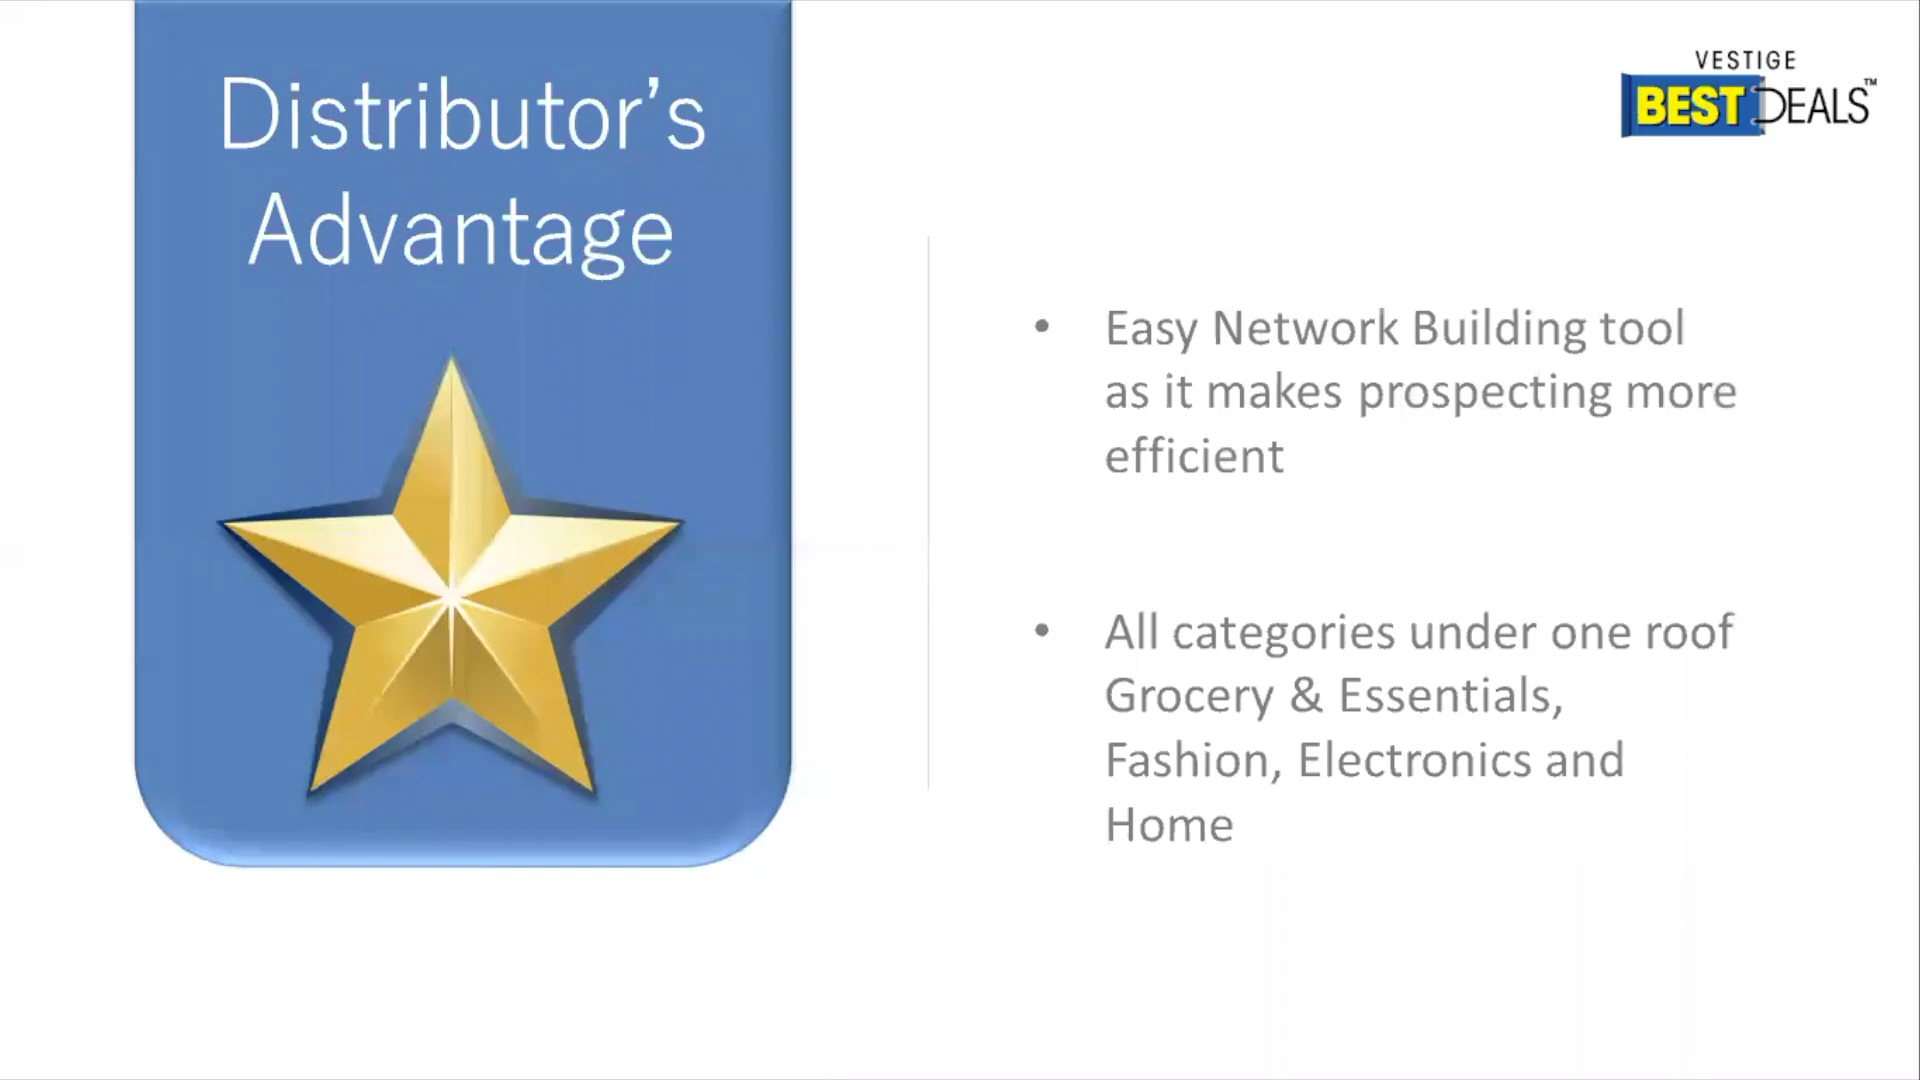 Distributor’s
Advantage
VESTIGE
BEST DEALS™
• Easy Network Building tool
as it makes prospecting more
efficient
• All categories under one roof
Grocery & Essentials,
Fashion, Electronics and
Home